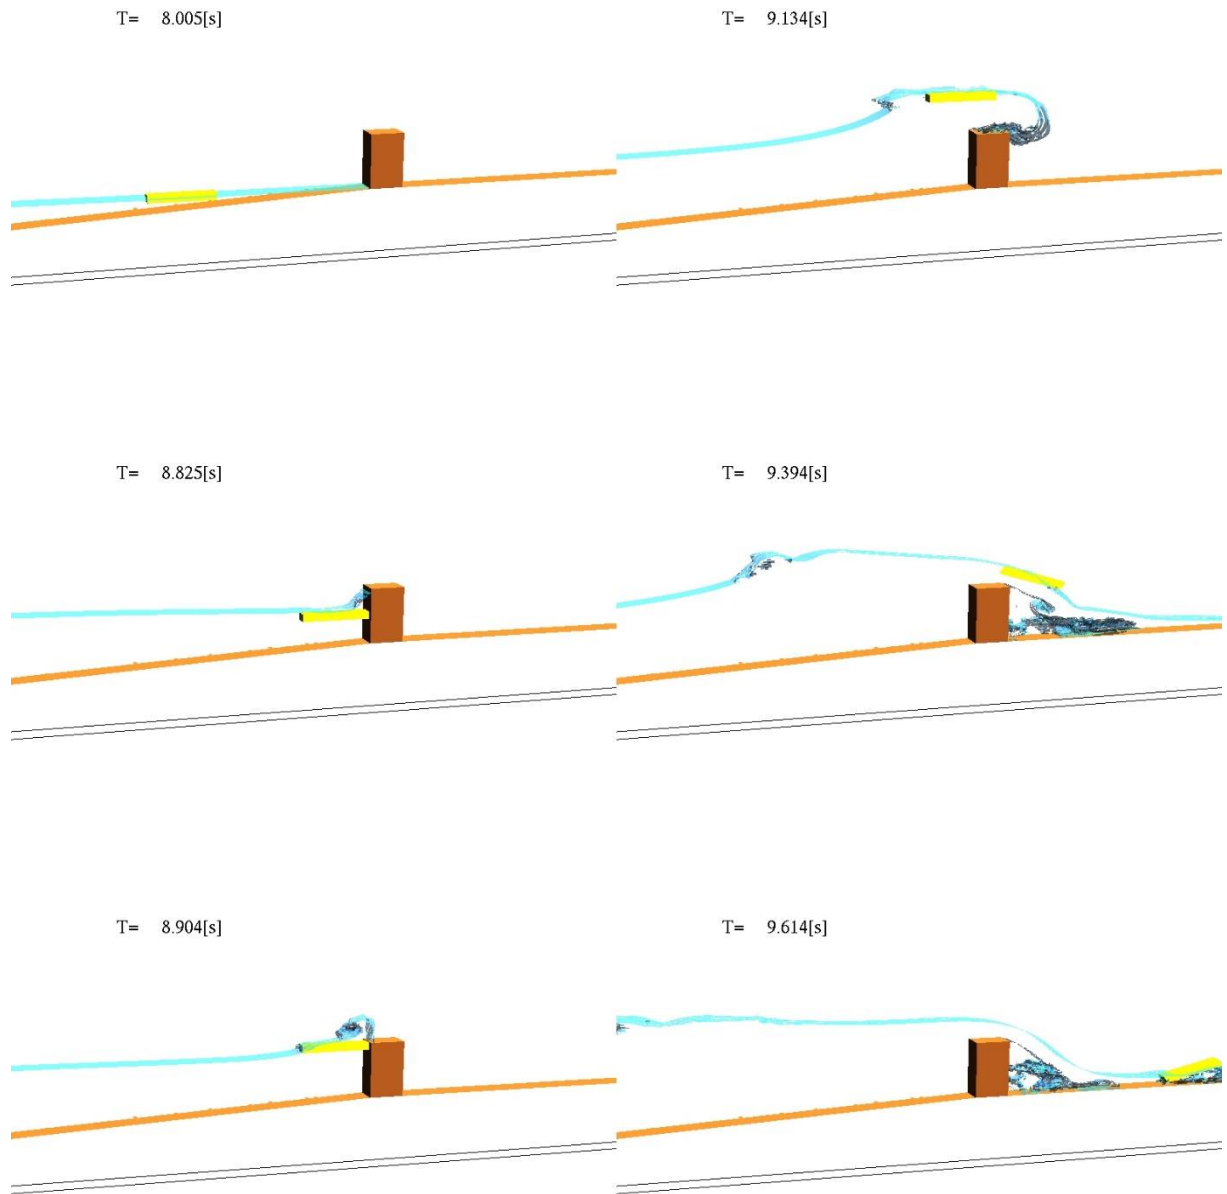 T= 8.005[s]
T= 9.134[s]
T= 8.825[s]
T= 9.394[s]
T= 8.904[s]
T= 9.614[s]